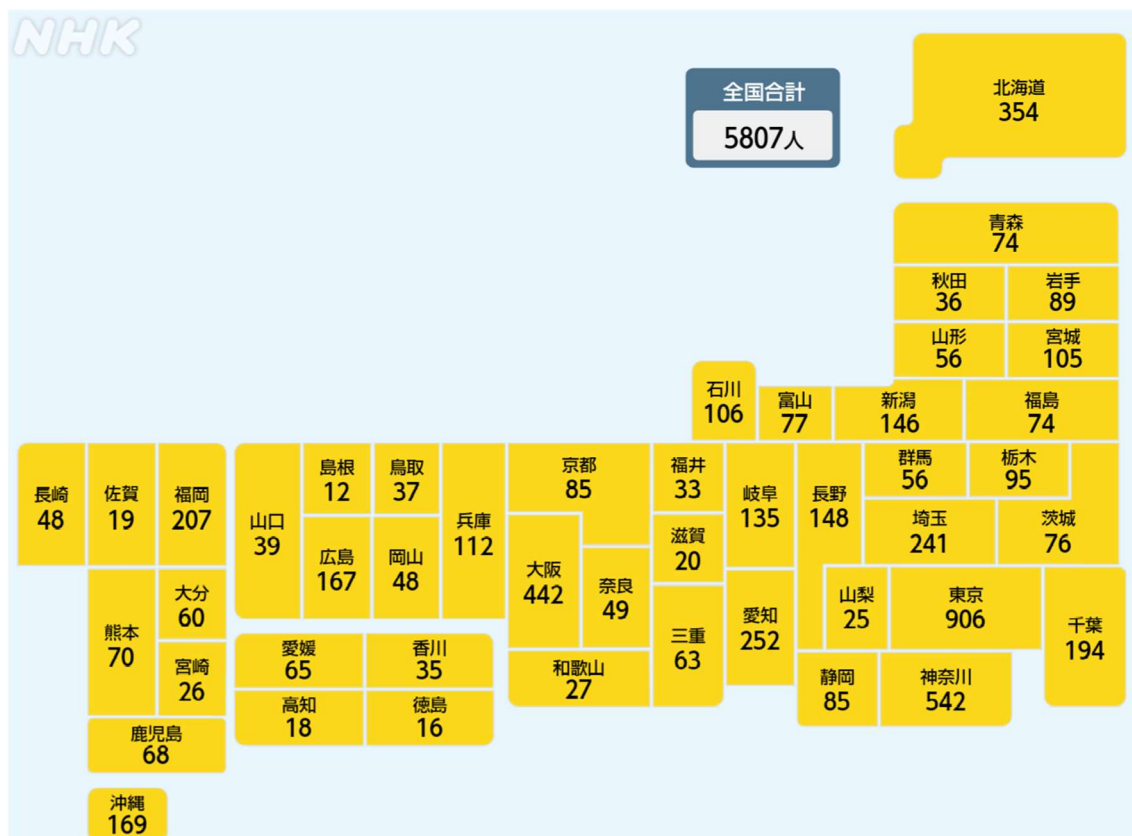 NHK
全国合計
5807人
北海道
354
青森
74
秋田
36
岩手
89
山形
56
宮城
105
石川
106
富山
77
新潟
146
福島
74
長崎
48
佐賀
19
福岡
207
山口
39
島根
12
鳥取
37
兵庫
112
京都
85
福井
33
岐阜
135
長野
148
群馬
56
栃木
95
広島
167
岡山
48
大阪
442
滋賀
20
埼玉
241
茨城
76
熊本
70
大分
60
奈良
49
三重
63
愛知
252
山梨
25
東京
906
千葉
194
宮崎
26
愛媛
65
香川
35
和歌山
27
静岡
85
神奈川
542
高知
18
徳島
16
鹿児島
68
沖縄
169